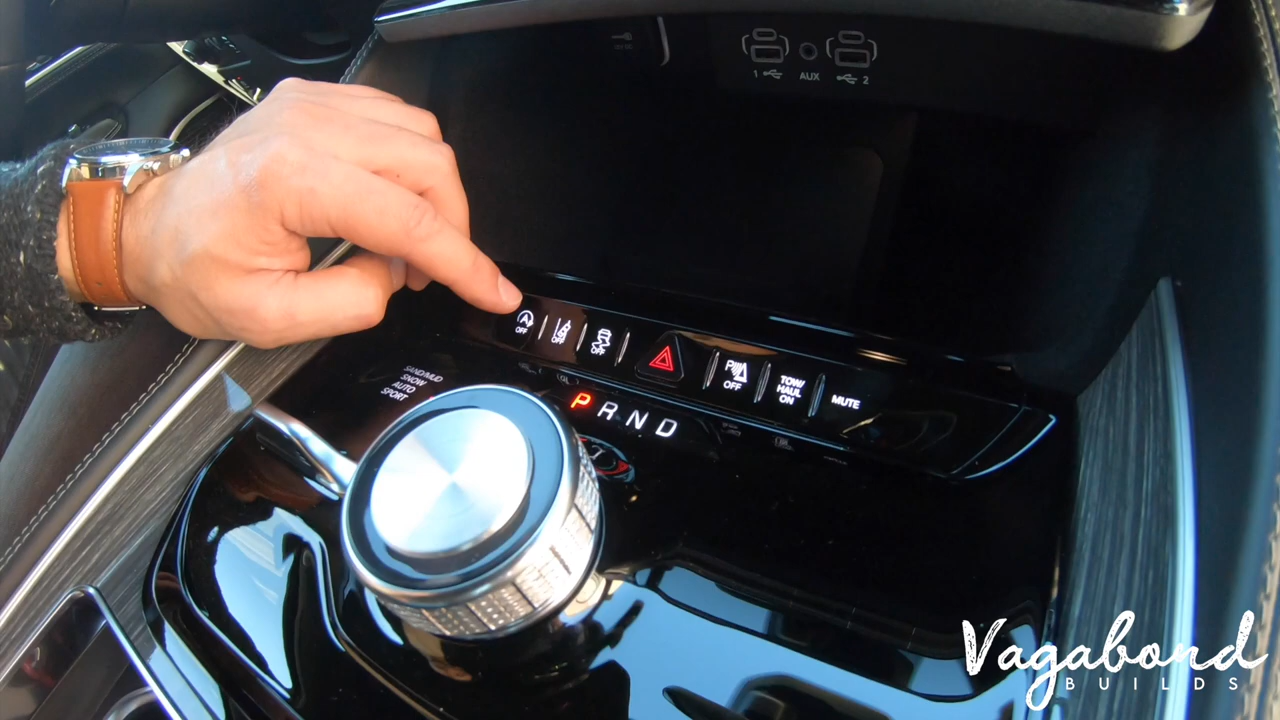 1 AUX 2
A OFF
OFF
OFF
P OFF
TOW/
HAUL
ON
MUTE
SAND/MUD
SNOW
AUTO
SPORT
P R N D
Vagabond
BUILDS